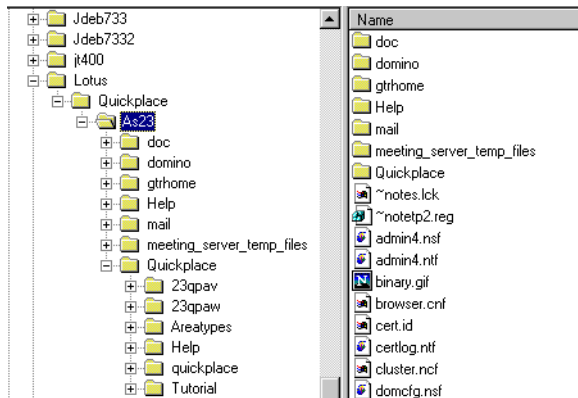 Jdeb733
Jdeb7332
jt400
Lotus
Quickplace
As23
doc
domino
gtrhome
Help
mail
meeting_server_temp_files
Quickplace
23qpav
23qpaw
Areatypes
Help
quickplace
Tutorial
Name
doc
domino
gtrhome
Help
mail
meeting_server_temp_files
Quickplace
~notes.lck
~notetp2.reg
admin4.nsf
admin4.ntf
binary.gif
browser.cnf
cert.id
certlog.ntf
cluster.ncf
domcfg.nsf